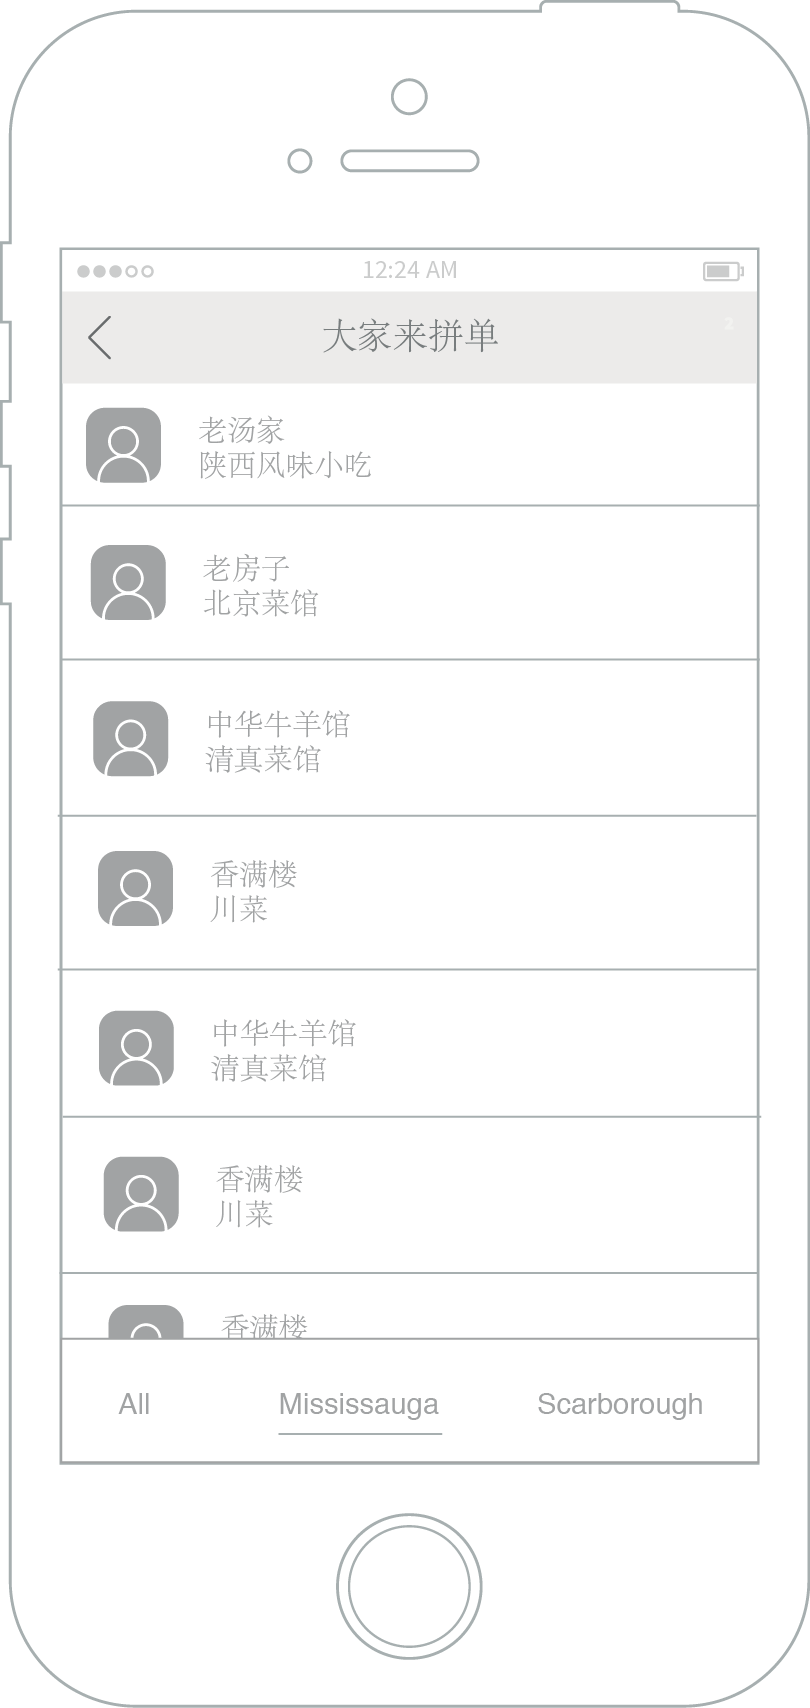 12:24 AM
大家来拼单
2
老汤家
陕西风味小吃
老房子
北京菜馆
中华牛羊馆
清真菜馆
香满楼
川菜
中华牛羊馆
清真菜馆
香满楼
川菜
香满楼
All Mississauga Scarborough